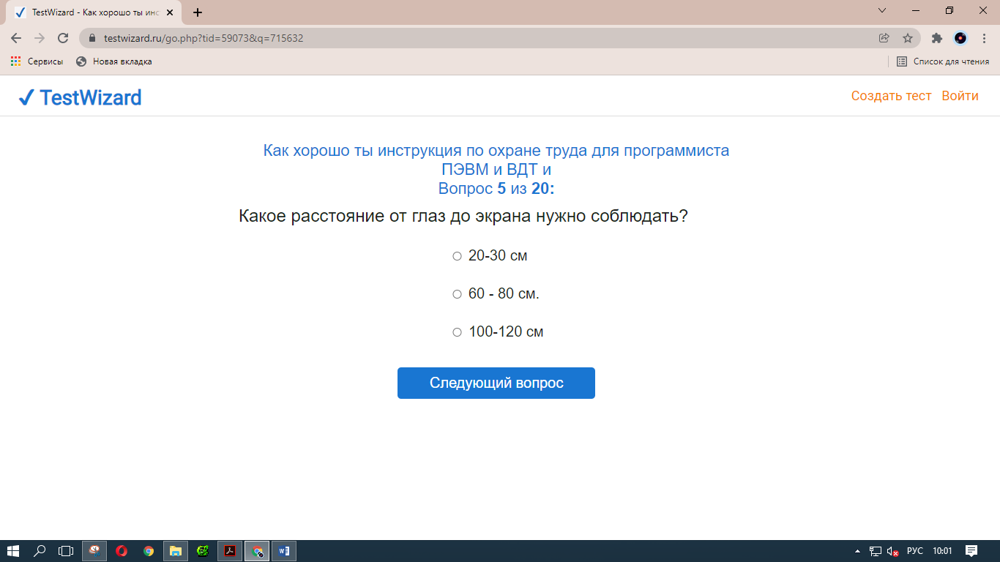 TestWizard - Как хорошо ты инс
testwizard.ru/go.php?tid=59073&q=715632
Сервисы
Новая вкладка
Список для чтения
TestWizard
Создать тест
Войти
Как хорошо ты инструкция по охране труда для программиста
ПЭВМ и ВДТ и
Вопрос 5 из 20:
Какое расстояние от глаз до экрана нужно соблюдать?
20-30 см
60 - 80 см.
100-120 см
Следующий вопрос
РУС
10:01